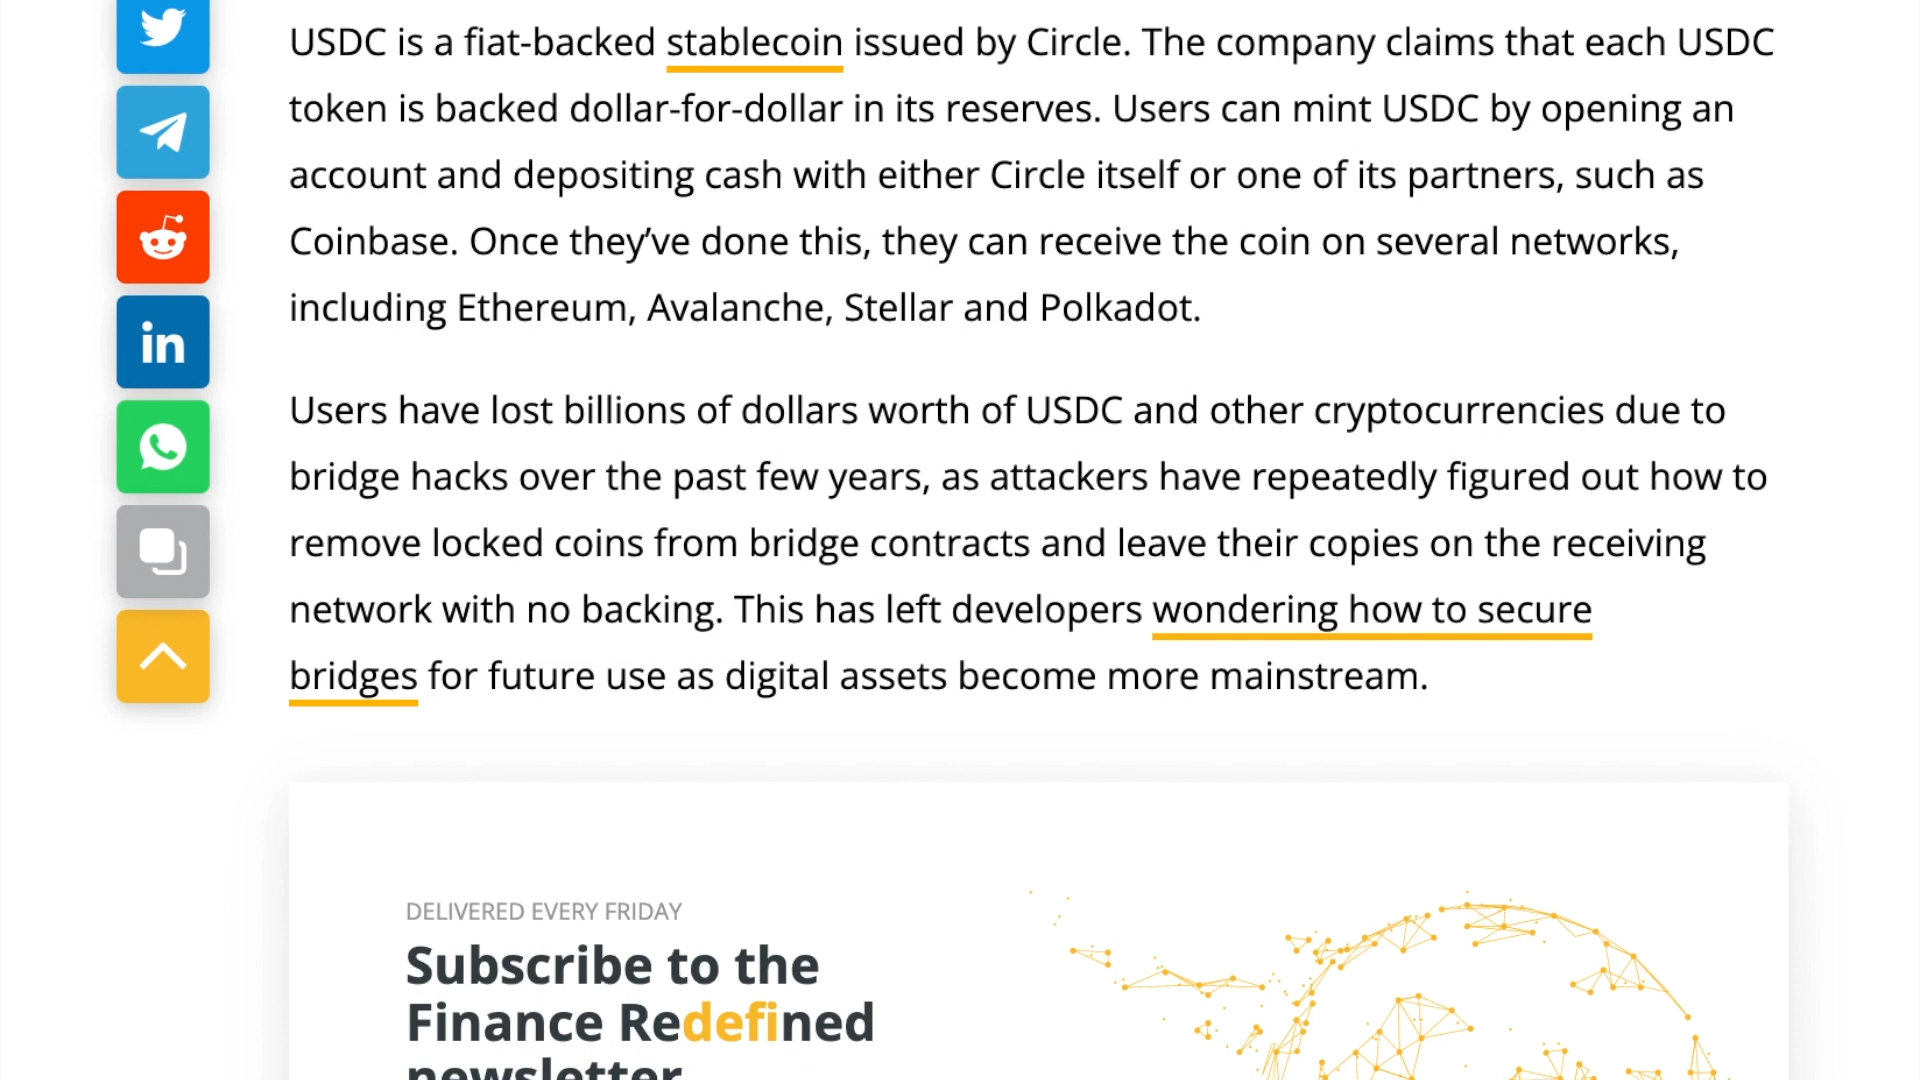 USDC is a fiat-backed stablecoin issued by Circle. The company claims that each USDC
token is backed dollar-for-dollar in its reserves. Users can mint USDC by opening an
account and depositing cash with either Circle itself or one of its partners, such as
Coinbase. Once they’ve done this, they can receive the coin on several networks,
including Ethereum, Avalanche, Stellar and Polkadot.
Users have lost billions of dollars worth of USDC and other cryptocurrencies due to
bridge hacks over the past few years, as attackers have repeatedly figured out how to
remove locked coins from bridge contracts and leave their copies on the receiving
network with no backing. This has left developers wondering how to secure
bridges for future use as digital assets become more mainstream.
in
DELIVERED EVERY FRIDAY
Subscribe to the
Finance Redefined
newsletter